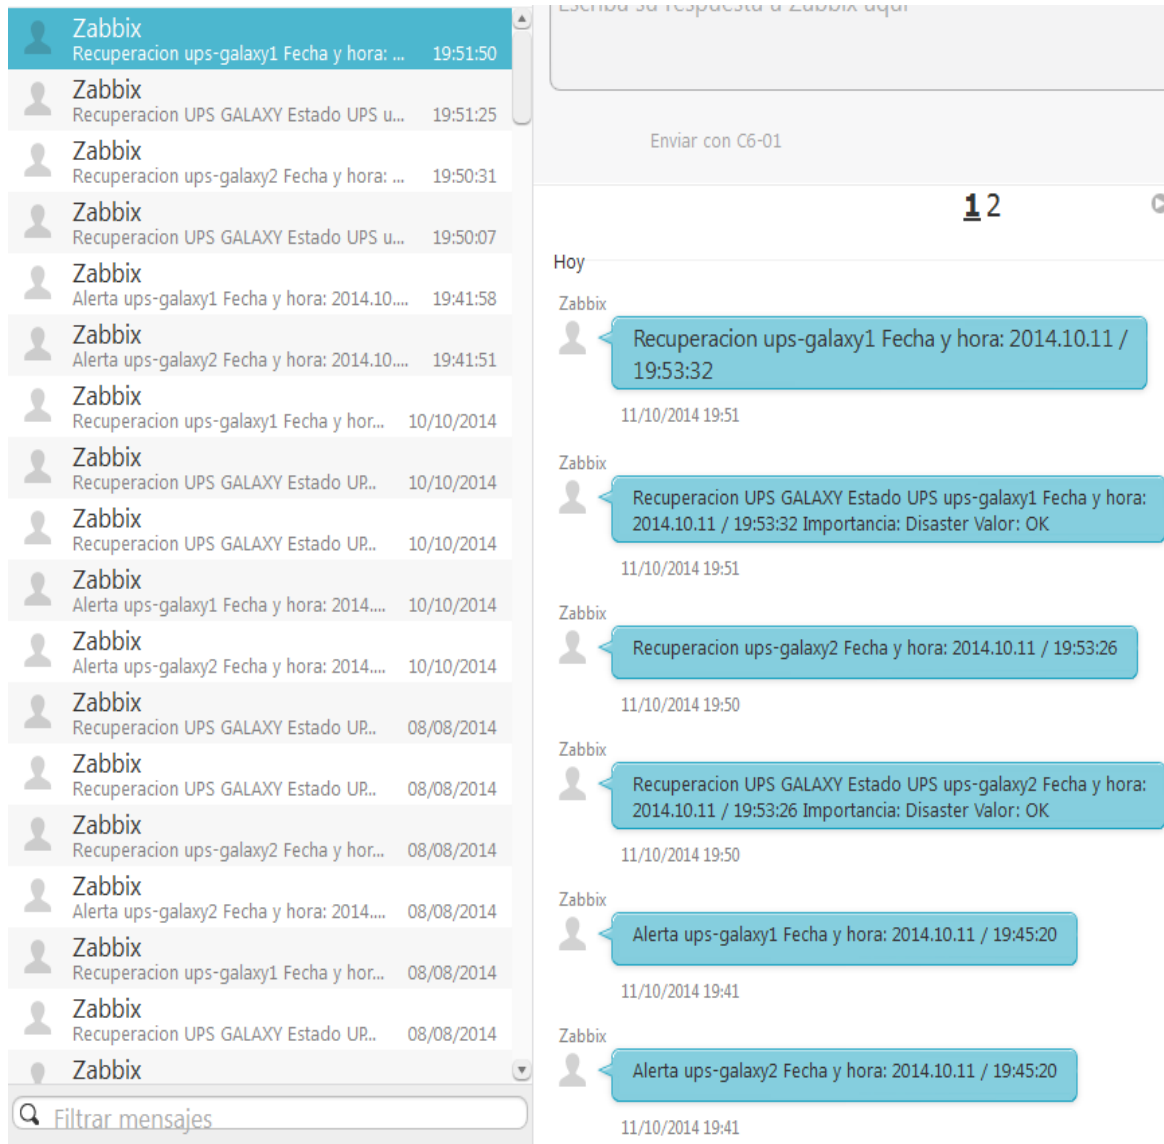 Zabbix
Recuperacion ups-galaxy1 Fecha y hora: ... 19:51:50
Zabbix
Recuperacion UPS GALAXY Estado UPS u... 19:51:25
Zabbix
Recuperacion ups-galaxy2 Fecha y hora: ... 19:50:31
Zabbix
Recuperacion UPS GALAXY Estado UPS u... 19:50:07
Zabbix
Alerta ups-galaxy1 Fecha y hora: 2014.10.... 19:41:58
Zabbix
Alerta ups-galaxy2 Fecha y hora: 2014.10.... 19:41:51
Zabbix
Recuperacion ups-galaxy1 Fecha y hor... 10/10/2014
Zabbix
Recuperacion UPS GALAXY Estado UP... 10/10/2014
Zabbix
Recuperacion UPS GALAXY Estado UP... 10/10/2014
Zabbix
Alerta ups-galaxy1 Fecha y hora: 2014.... 10/10/2014
Zabbix
Alerta ups-galaxy2 Fecha y hora: 2014.... 10/10/2014
Zabbix
Recuperacion UPS GALAXY Estado UP... 08/08/2014
Zabbix
Recuperacion UPS GALAXY Estado UP... 08/08/2014
Zabbix
Recuperacion ups-galaxy2 Fecha y hor... 08/08/2014
Zabbix
Alerta ups-galaxy2 Fecha y hora: 2014.... 08/08/2014
Zabbix
Recuperacion ups-galaxy1 Fecha y hor... 08/08/2014
Zabbix
Recuperacion UPS GALAXY Estado UP... 08/08/2014
Zabbix
Filtrar mensajes
Escriba su respuesta a Zabbix aquí
Enviar con C6-01
1 2
Hoy
Zabbix
Recuperacion ups-galaxy1 Fecha y hora: 2014.10.11 /
19:53:32
11/10/2014 19:51
Zabbix
Recuperacion UPS GALAXY Estado UPS ups-galaxy1 Fecha y hora:
2014.10.11 / 19:53:32 Importancia: Disaster Valor: OK
11/10/2014 19:51
Zabbix
Recuperacion ups-galaxy2 Fecha y hora: 2014.10.11 / 19:53:26
11/10/2014 19:50
Zabbix
Recuperacion UPS GALAXY Estado UPS ups-galaxy2 Fecha y hora:
2014.10.11 / 19:53:26 Importancia: Disaster Valor: OK
11/10/2014 19:50
Zabbix
Alerta ups-galaxy1 Fecha y hora: 2014.10.11 / 19:45:20
11/10/2014 19:41
Zabbix
Alerta ups-galaxy2 Fecha y hora: 2014.10.11 / 19:45:20
11/10/2014 19:41